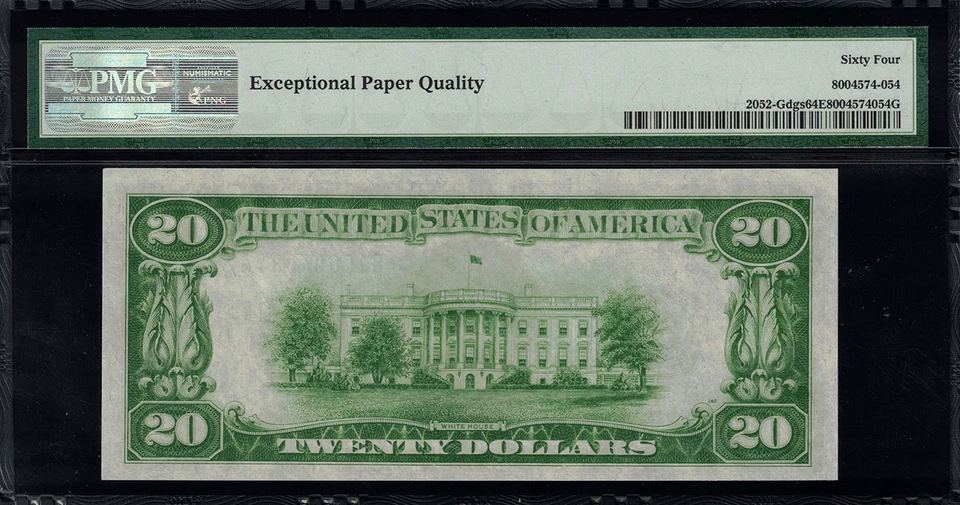 PMG
PAPER MONEY GUARANTY
NUMISMATIC
PNG
Exceptional Paper Quality
Sixty Four
8004574-054
2052-Gdgs64E8004574054G
20
THE UNITED STATES OF AMERICA
20
WHITE HOUSE
20
TWENTY DOLLARS
20